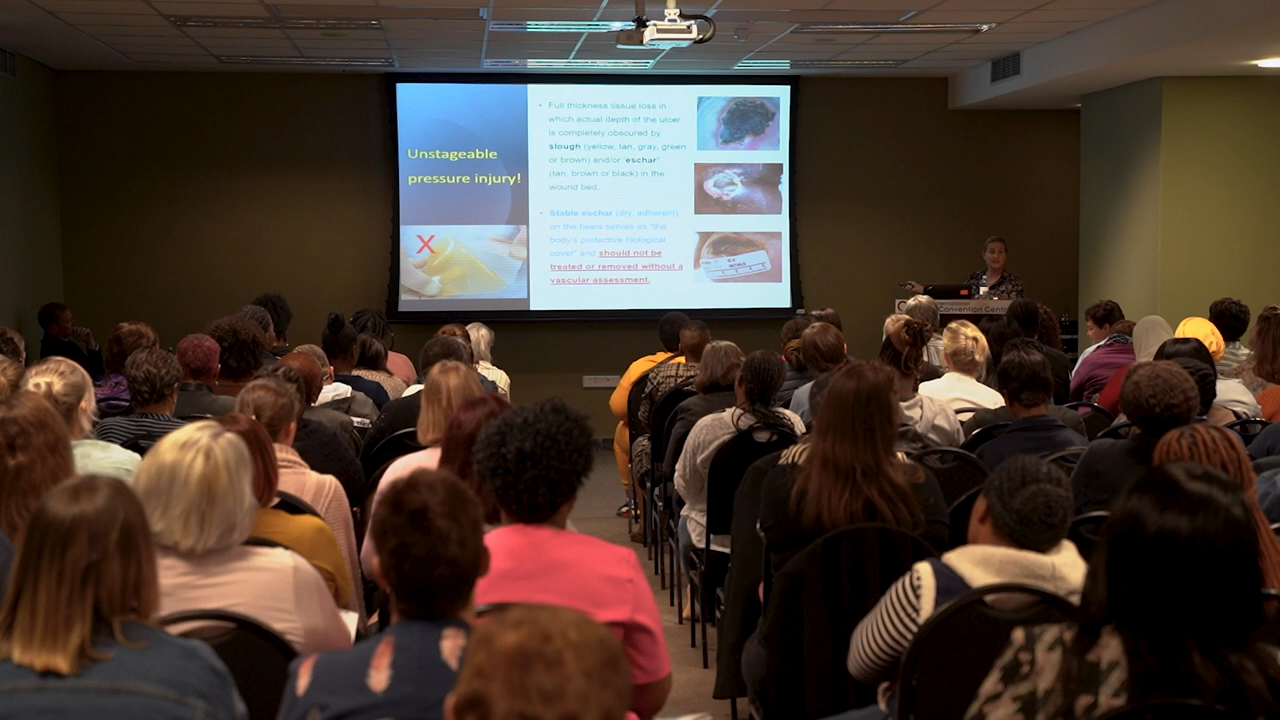 Unstageable
pressure injury!
X
• Full thickness tissue loss in
which actual depth of the ulcer
is completely obscured by
slough (yellow, tan, gray, green
or brown) and/or "eschar"
(tan, brown or black) in the
wound bed.
• Stable eschar (dry, adherent)
on the heels serves as "the
body's protective biological
cover" and should not be
treated or removed without a
vascular assessment.
INITIALS
Convention Centre